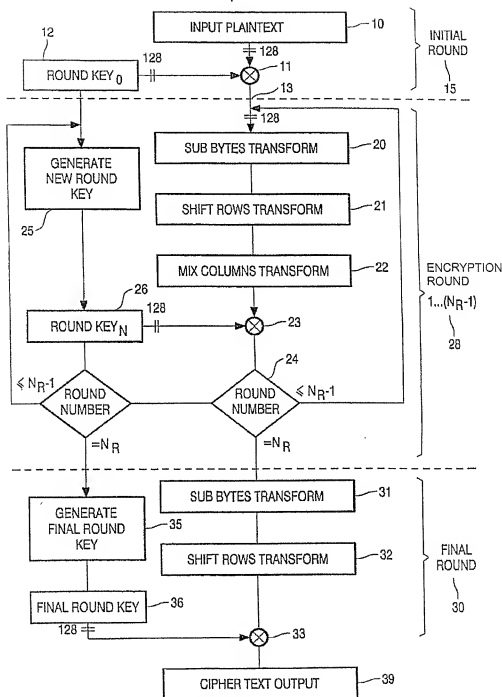 INPUT PLAINTEXT
10
12
128
INITIAL
ROUND
15
ROUND KEY0
128
11
13
128
SUB BYTES TRANSFORM
20
GENERATE
NEW ROUND
KEY
25
SHIFT ROWS TRANSFORM
21
MIX COLUMNS TRANSFORM
22
ENCRYPTION
ROUND
1...(NR-1)
28
26
128
ROUND KEYN
23
24
≤ NR-1
ROUND
NUMBER
ROUND
NUMBER
≤ NR-1
=NR
=NR
SUB BYTES TRANSFORM
31
GENERATE
FINAL ROUND
KEY
35
SHIFT ROWS TRANSFORM
32
FINAL
ROUND
30
FINAL ROUND KEY
36
128
33
CIPHER TEXT OUTPUT
39